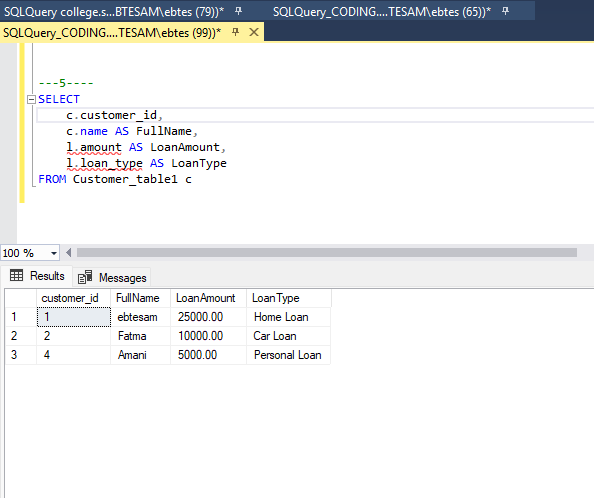 SQLQuery college.s...BTESAM\ebtes (79))* SQLQuery_CODING....TESAM\ebtes (65))*
SQLQuery_CODING....TESAM\ebtes (99))*
---5----
SELECT
c.customer_id,
c.name AS FullName,
l.amount AS LoanAmount,
l.loan_type AS LoanType
FROM Customer_table1 c
100 %
Results Messages
customer_id FullName LoanAmount LoanType
1 1 ebtesam 25000.00 Home Loan
2 2 Fatma 10000.00 Car Loan
3 4 Amani 5000.00 Personal Loan